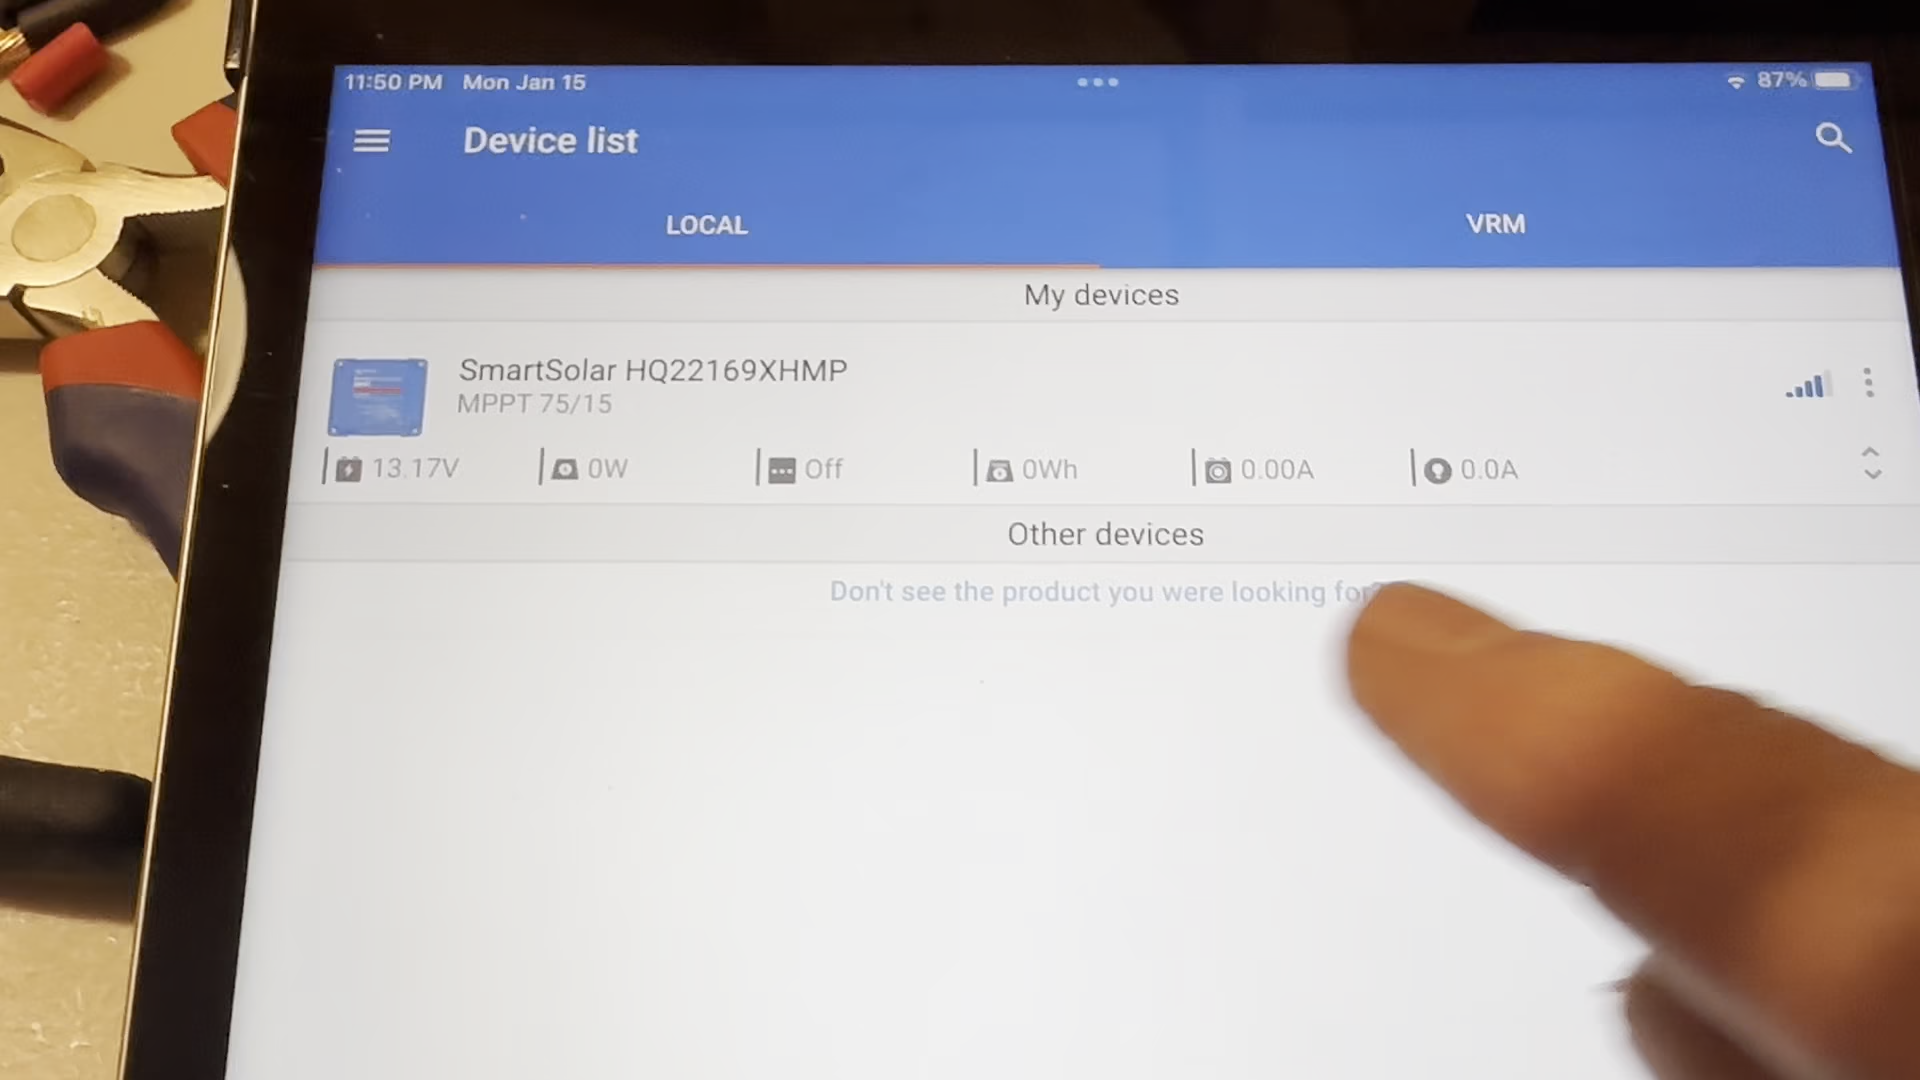 11:50 PM Mon Jan 15 87%
Device list
LOCAL VRM
My devices
SmartSolar HQ22169XHMP
MPPT 75/15
13.17V 0W Off 0Wh 0.00A 0.0A
Other devices
Don't see the product you were looking for